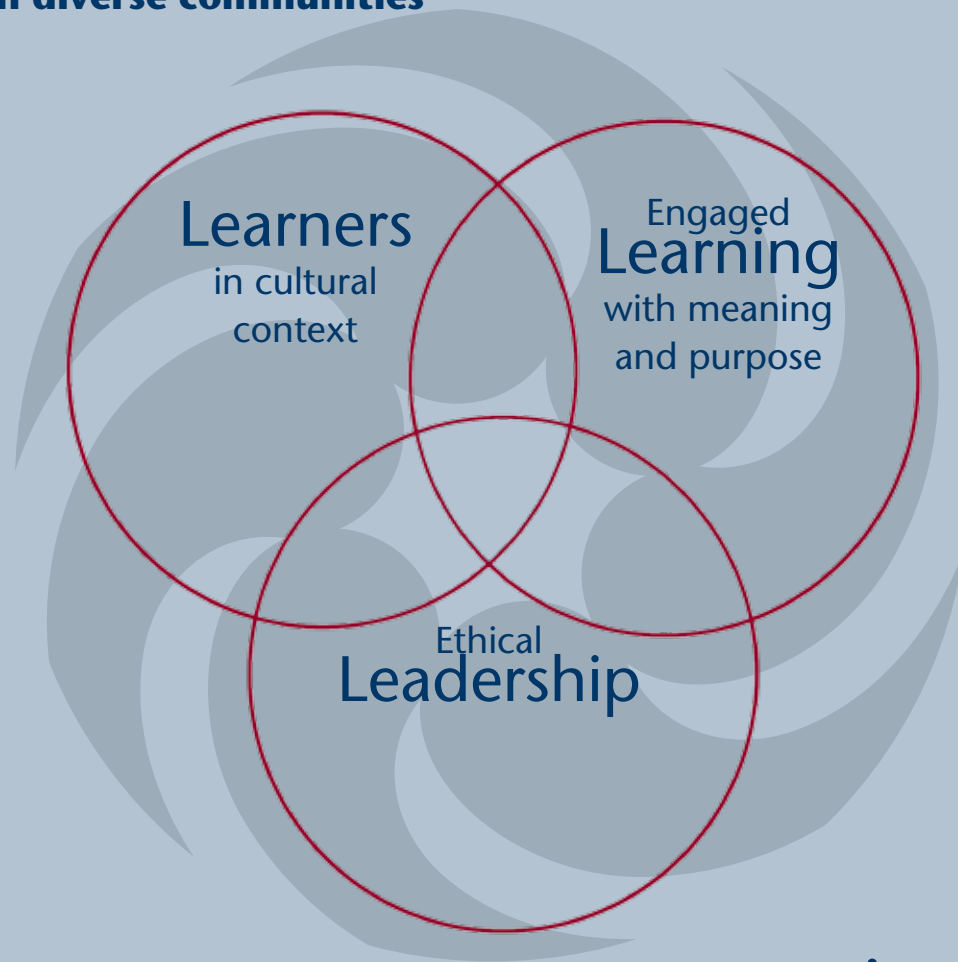 diverse communities
Learners
in cultural
context
Engaged
Learning
with meaning
and purpose
Ethical
Leadership